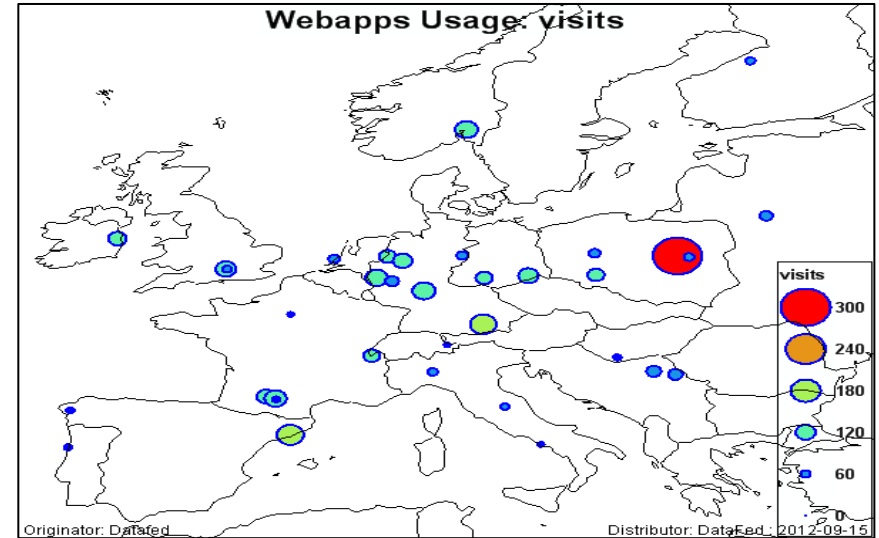 Webapps Usage: visits
visits
300
240
180
120
60
0
Originator: Datafed
Distributor: DataFed : 2012-09-15